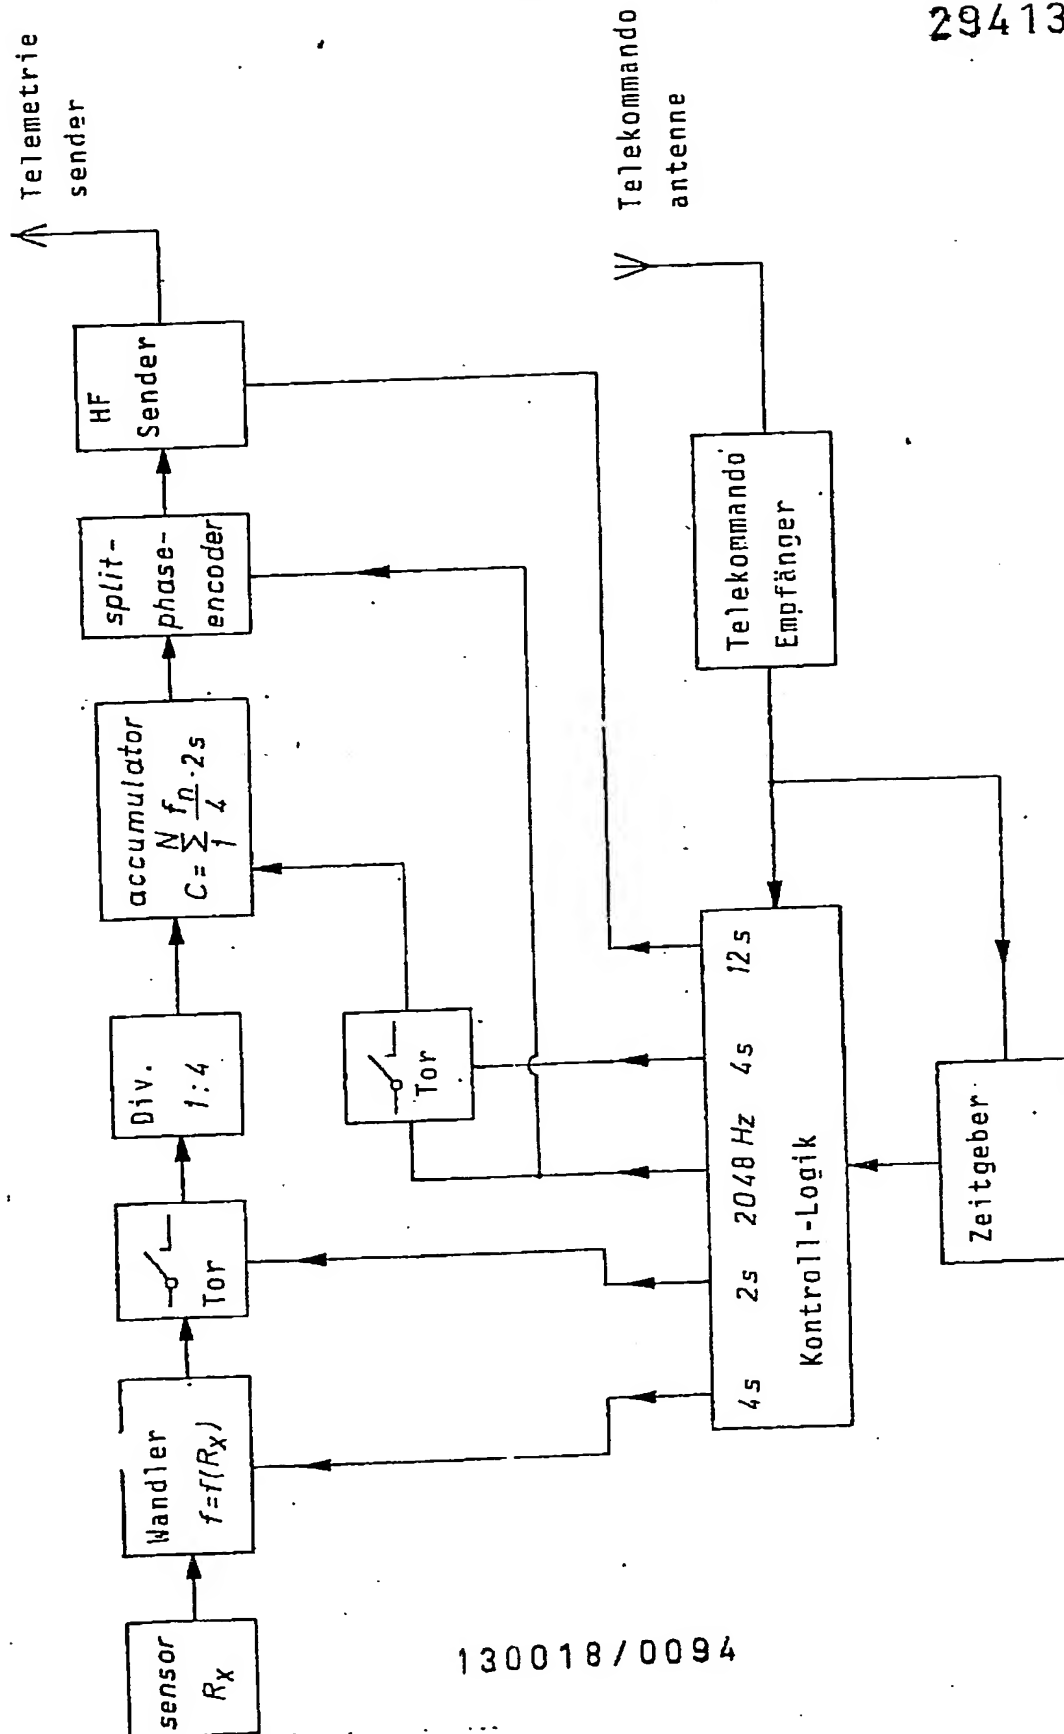 29413
Telemetrie
sender
Telekommando
antenne
HF
Sender
split-
phase-
encoder
accumulator
N
C = Σ fn/4 · 2s
1
Div.
1:4
Tor
Wandler
f=f(Rx)
sensor
Rx
Tor
Telekommando
Empfänger
4s 2s 2048 Hz 4s 12s
Kontroll-Logik
Zeitgeber
130018/0094